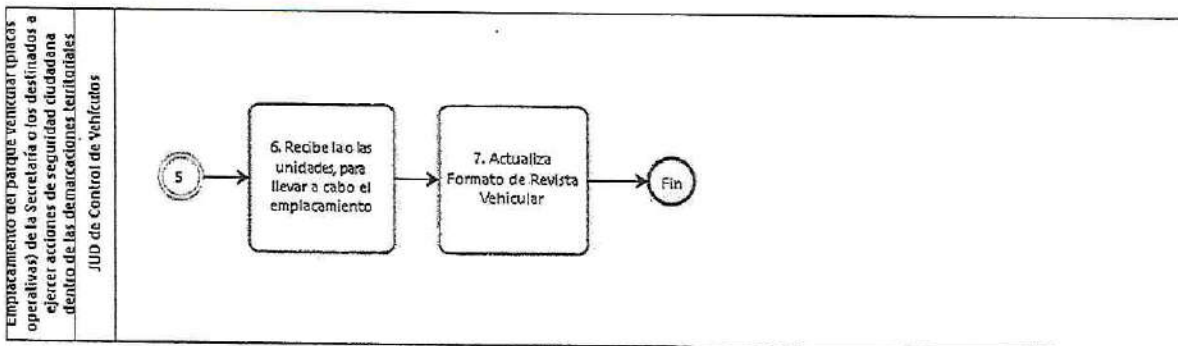 Emplacamiento del parque vehicular (placas
operativas) de la Secretaría o los destinados a
ejercer acciones de seguridad ciudadana
dentro de las demarcaciones territoriales
JUD de Control de Vehículos
5
6. Recibe la o las
unidades, para
llevar a cabo el
emplacamiento
7. Actualiza
Formato de Revista
Vehicular
Fin